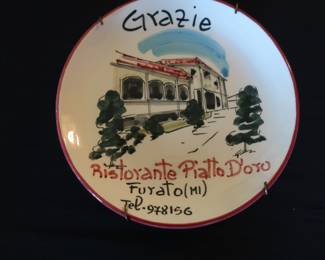 Grazie
Ristorante Piatto D'oro
Furato (MI)
Tel. 978156